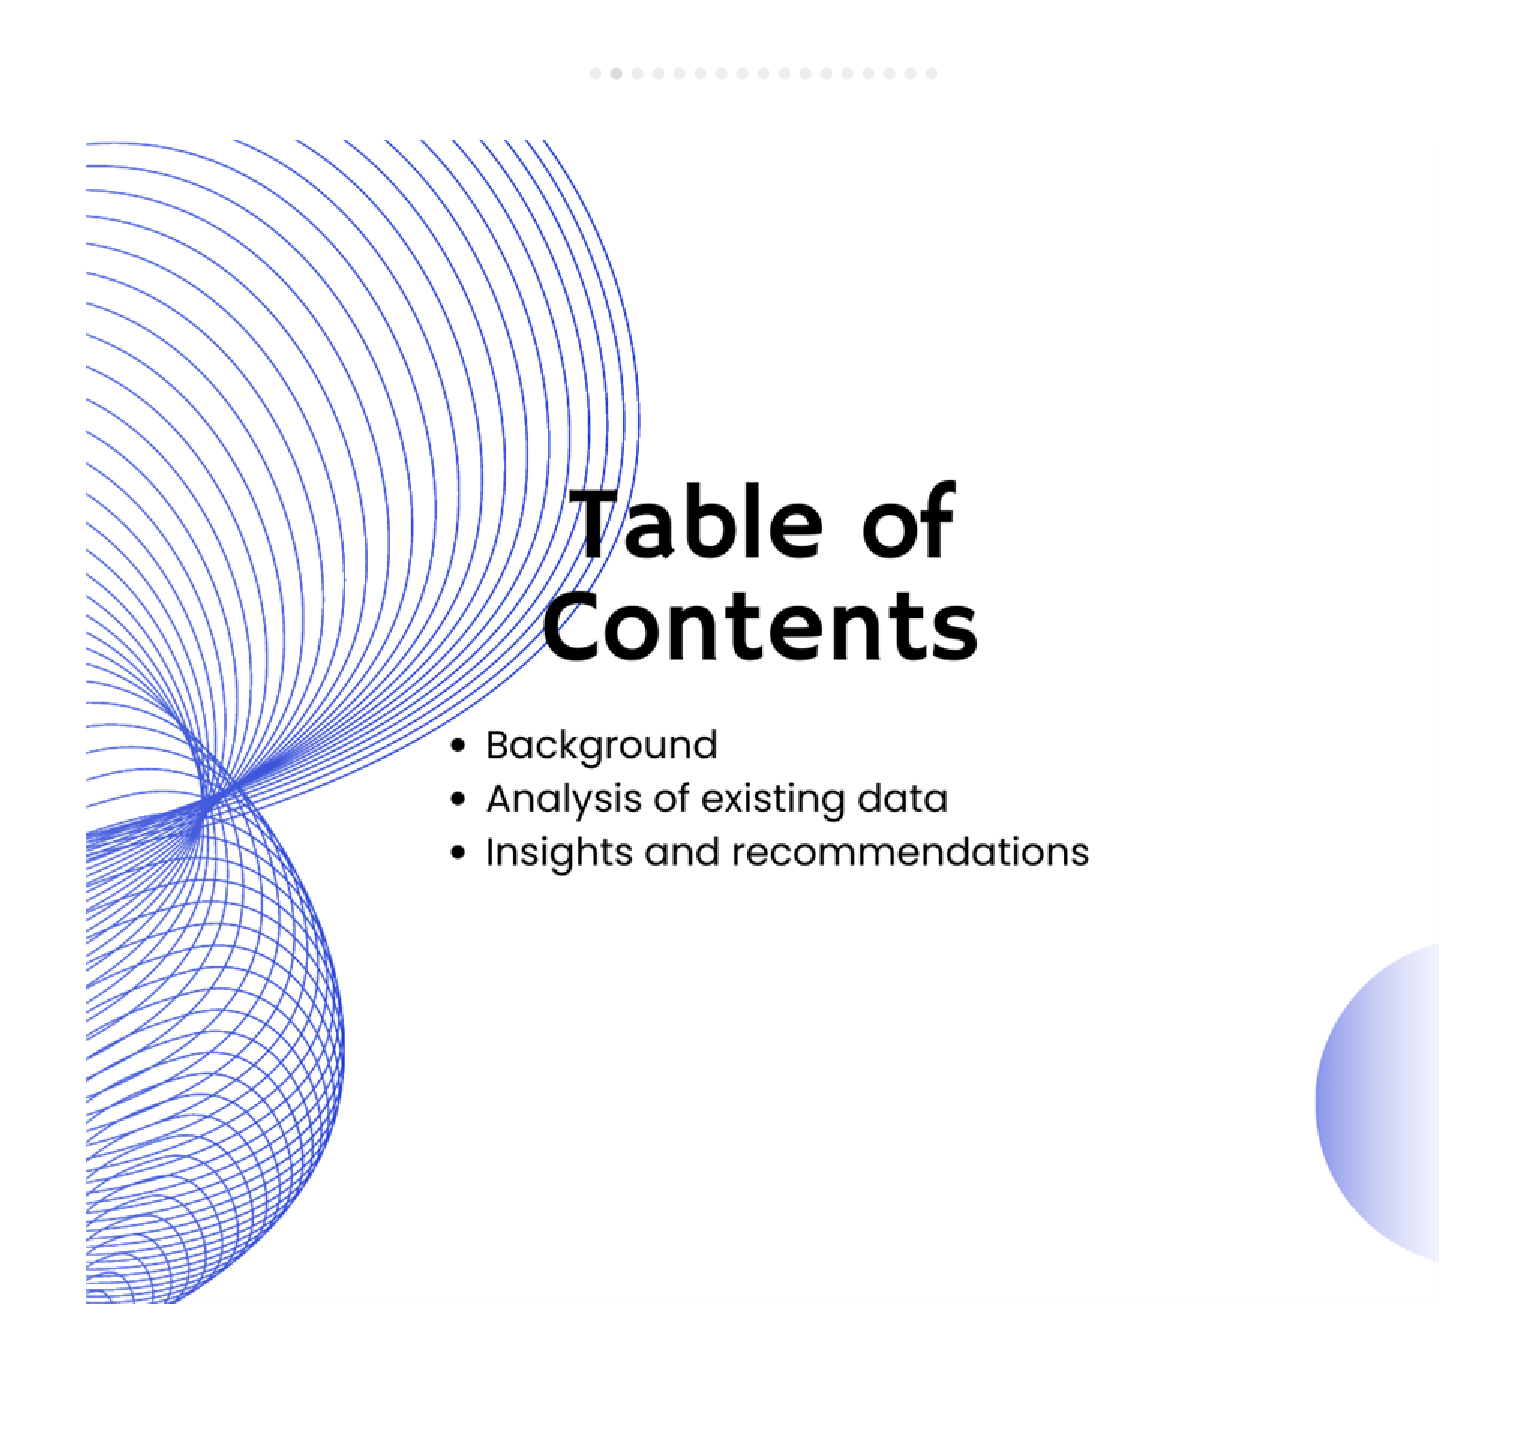 Table of
Contents
Background
Analysis of existing data
Insights and recommendations